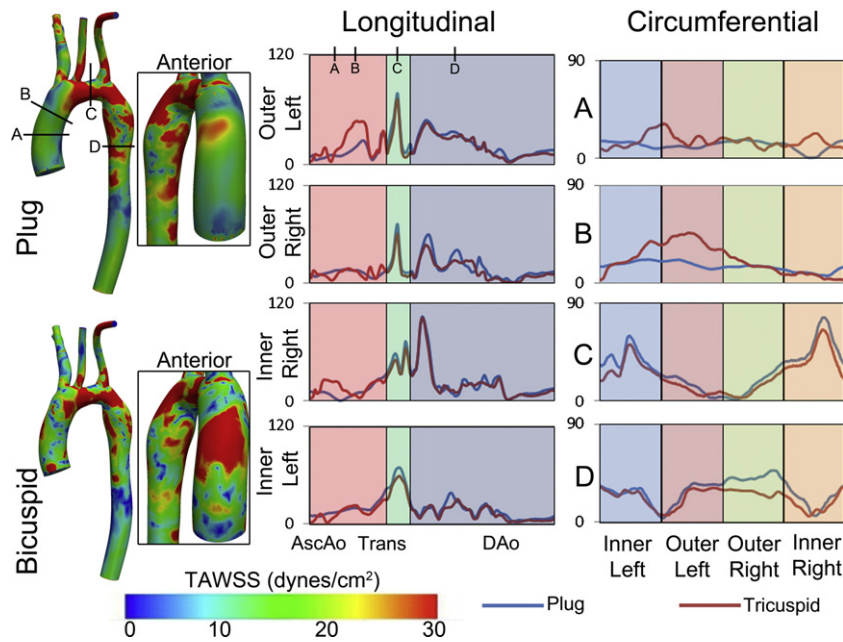 Longitudinal
Circumferential
Plug
A
B
C
D
Anterior
Bicuspid
Anterior
Outer
Left
120
0
A
B
C
D
Outer
Right
120
0
Inner
Right
120
0
Inner
Left
120
0
AscAo
Trans
DAo
A
90
0
B
90
0
C
90
0
D
90
0
Inner
Left
Outer
Left
Outer
Right
Inner
Right
TAWSS (dynes/cm²)
0
10
20
30
Plug
Tricuspid